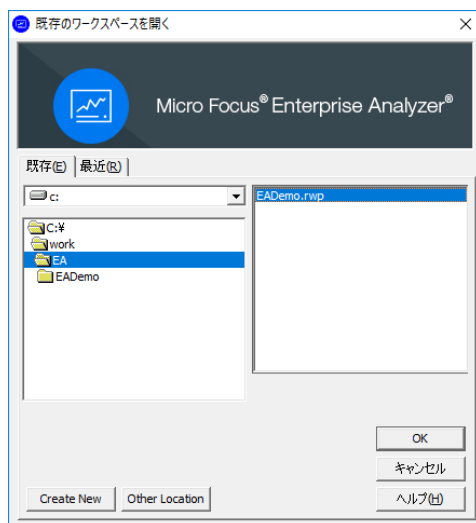 既存のワークスペースを開く
Micro Focus® Enterprise Analyzer®
既存(E) 最近(R)
c:
EADemo.rwp
C:¥
work
EA
EADemo
OK
キャンセル
Create New Other Location ヘルプ(H)